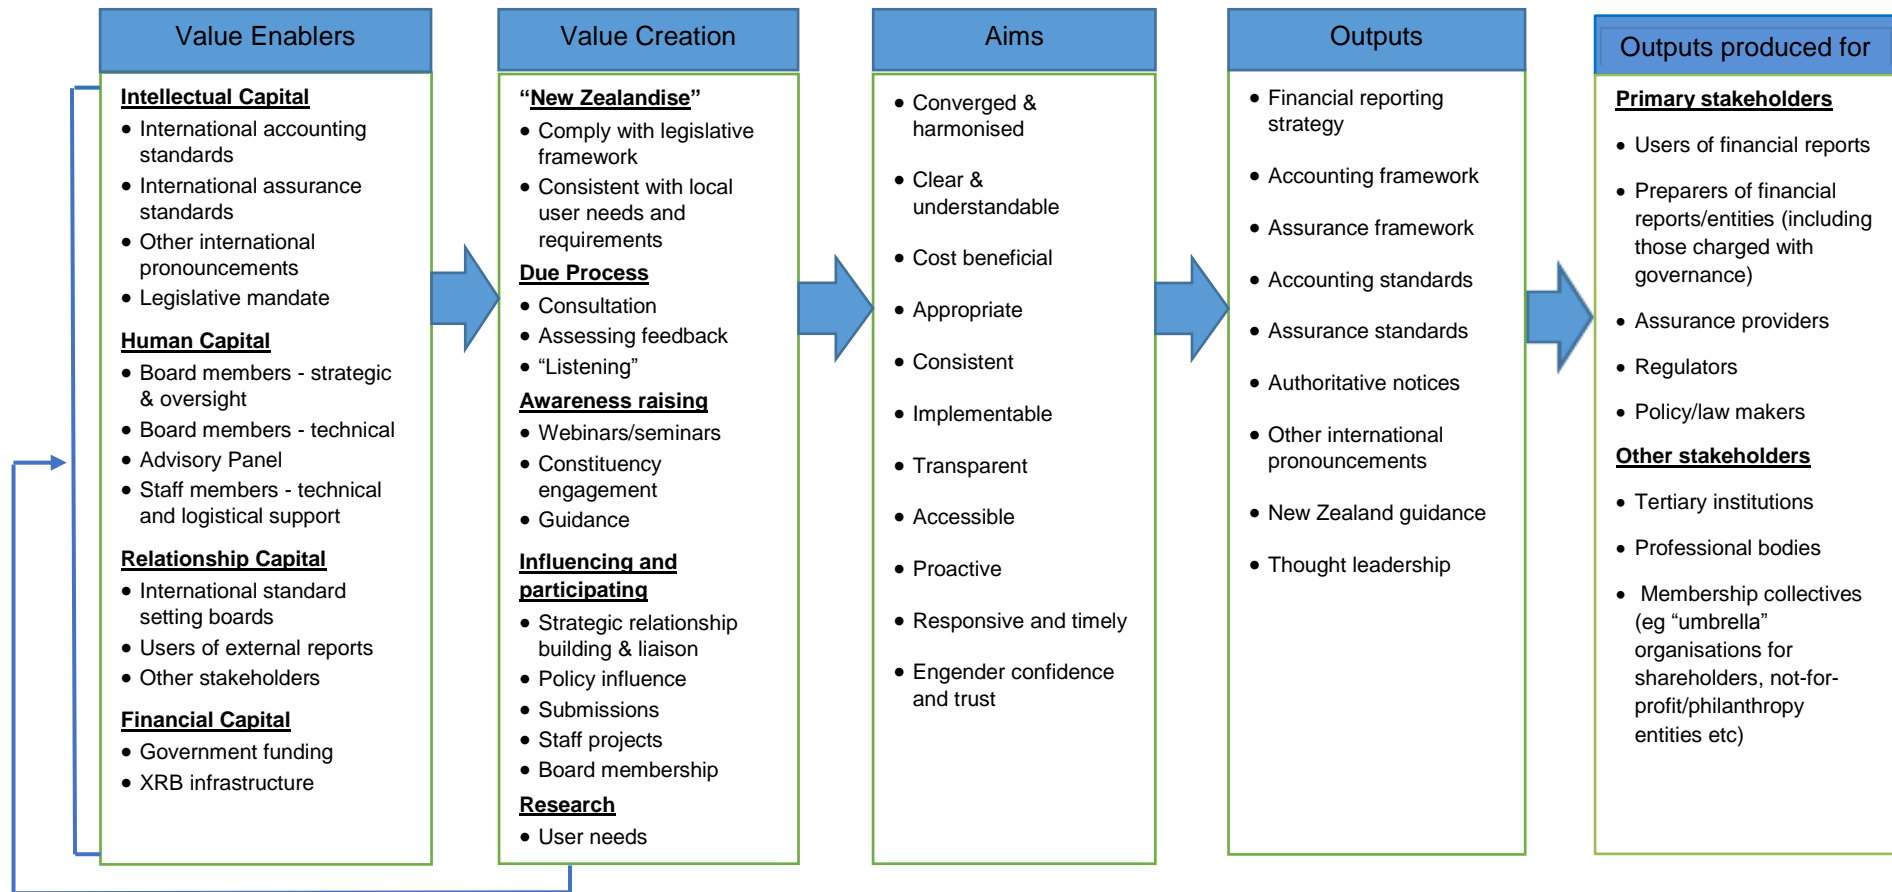 Value Enablers
Intellectual Capital
• International accounting
standards
• International assurance
standards
• Other international
pronouncements
• Legislative mandate
Human Capital
• Board members - strategic
& oversight
• Board members - technical
• Advisory Panel
• Staff members - technical
and logistical support
Relationship Capital
• International standard
setting boards
• Users of external reports
• Other stakeholders
Financial Capital
• Government funding
• XRB infrastructure
Value Creation
“New Zealandise”
• Comply with legislative
framework
• Consistent with local
user needs and
requirements
Due Process
• Consultation
• Assessing feedback
• “Listening”
Awareness raising
• Webinars/seminars
• Constituency
engagement
• Guidance
Influencing and
participating
• Strategic relationship
building & liaison
• Policy influence
• Submissions
• Staff projects
• Board membership
Research
• User needs
Aims
• Converged &
harmonised
• Clear &
understandable
• Cost beneficial
• Appropriate
• Consistent
• Implementable
• Transparent
• Accessible
• Proactive
• Responsive and timely
• Engender confidence
and trust
Outputs
• Financial reporting
strategy
• Accounting framework
• Assurance framework
• Accounting standards
• Assurance standards
• Authoritative notices
• Other international
pronouncements
• New Zealand guidance
• Thought leadership
Outputs produced for
Primary stakeholders
• Users of financial reports
• Preparers of financial
reports/entities (including
those charged with
governance)
• Assurance providers
• Regulators
• Policy/law makers
Other stakeholders
• Tertiary institutions
• Professional bodies
• Membership collectives
(eg “umbrella”
organisations for
shareholders, not-for-
profit/philanthropy
entities etc)